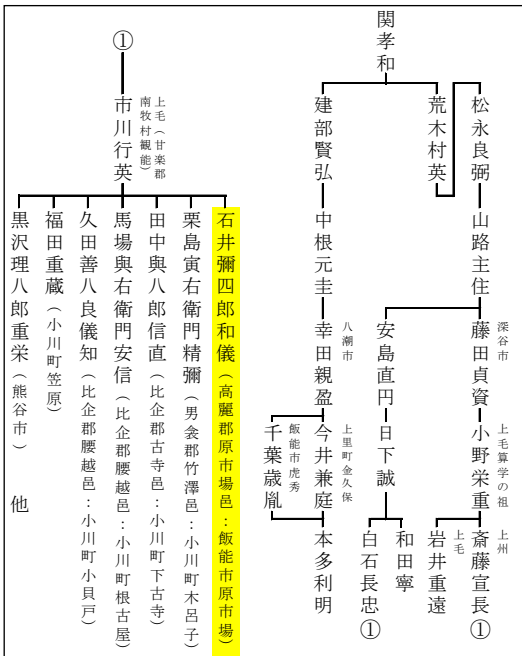 関孝和
荒木村英
松永良弼
山路主住
藤田貞資
深谷市
小野栄重
上毛算学の祖
斎藤宣長
上州
①
岩井重遠
上毛
安島直円
日下誠
和田寧
白石長忠
①
建部賢弘
中根元圭
幸田親盈
八潮市
今井兼庭
上里町金久保
千葉歳胤
飯能市虎秀
本多利明
①
市川行英
上毛（甘楽郡
南牧村観能）
石井彌四郎和儀（高麗郡原市場邑：飯能市原市場）
栗島寅右衛門精彌（男衾郡竹澤邑：小川町木呂子）
田中與八郎信直（比企郡古寺邑：小川町下古寺）
馬場與右衛門安信（比企郡腰越邑：小川町根古屋）
久田善八良儀知（比企郡腰越邑：小川町小貝戸）
福田重蔵（小川町笠原）
黒沢理八郎重栄（熊谷市）　他